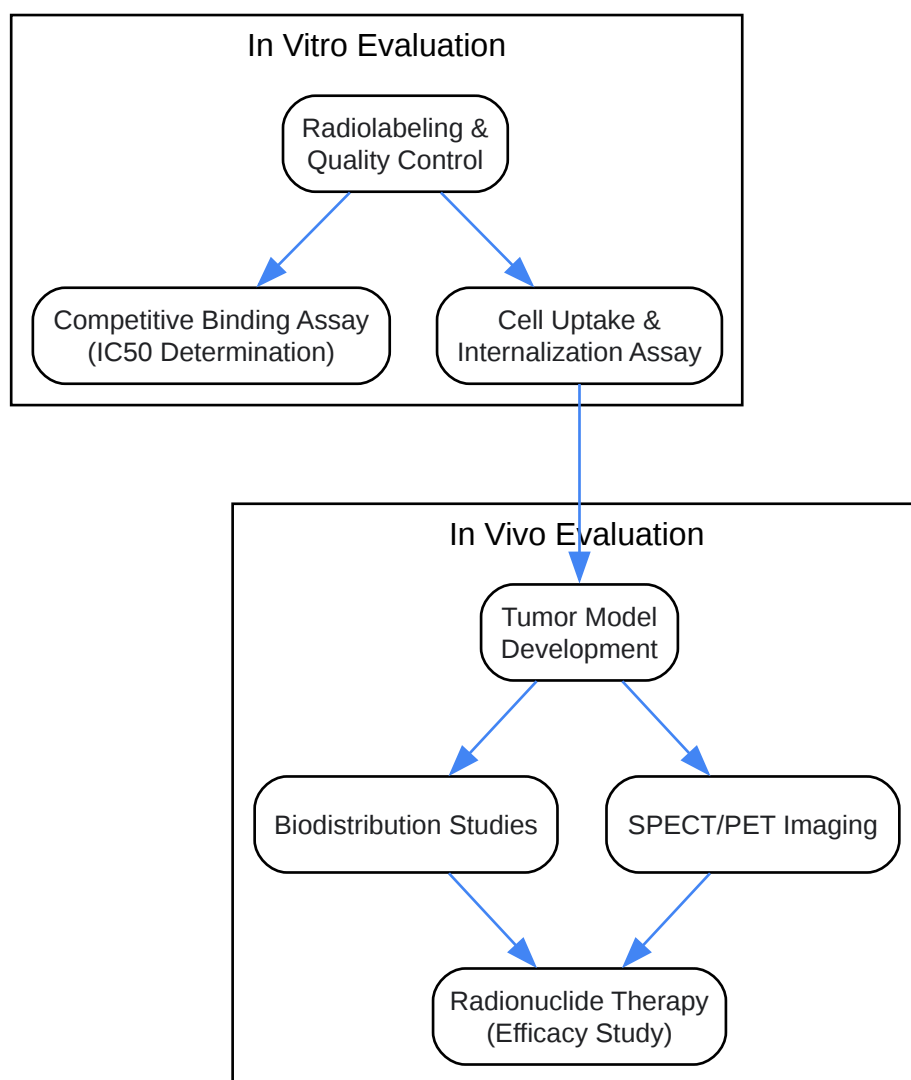 In Vitro Evaluation
Radiolabeling &
Quality Control
Competitive Binding Assay
(IC50 Determination)
Cell Uptake &
Internalization Assay
In Vivo Evaluation
Tumor Model
Development
Biodistribution Studies
SPECT/PET Imaging
Radionuclide Therapy
(Efficacy Study)